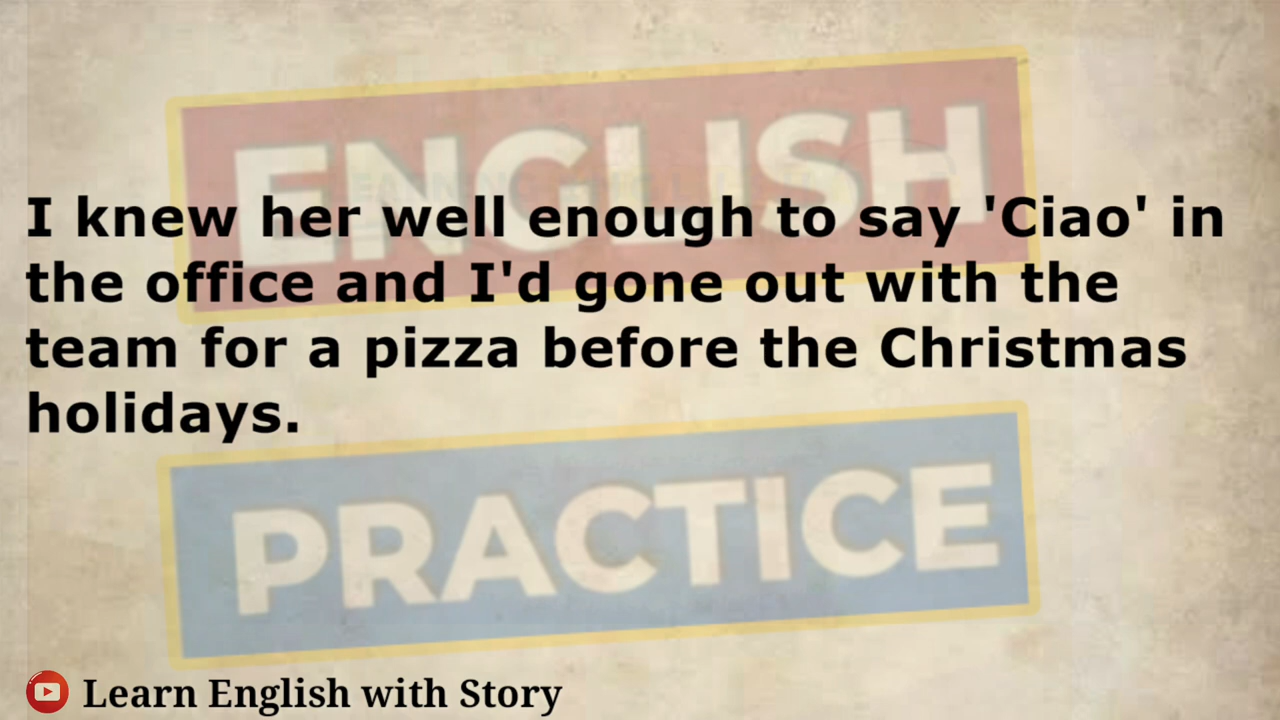 ENGLISH
I knew her well enough to say 'Ciao' in
the office and I'd gone out with the
team for a pizza before the Christmas
holidays.
PRACTICE
Learn English with Story